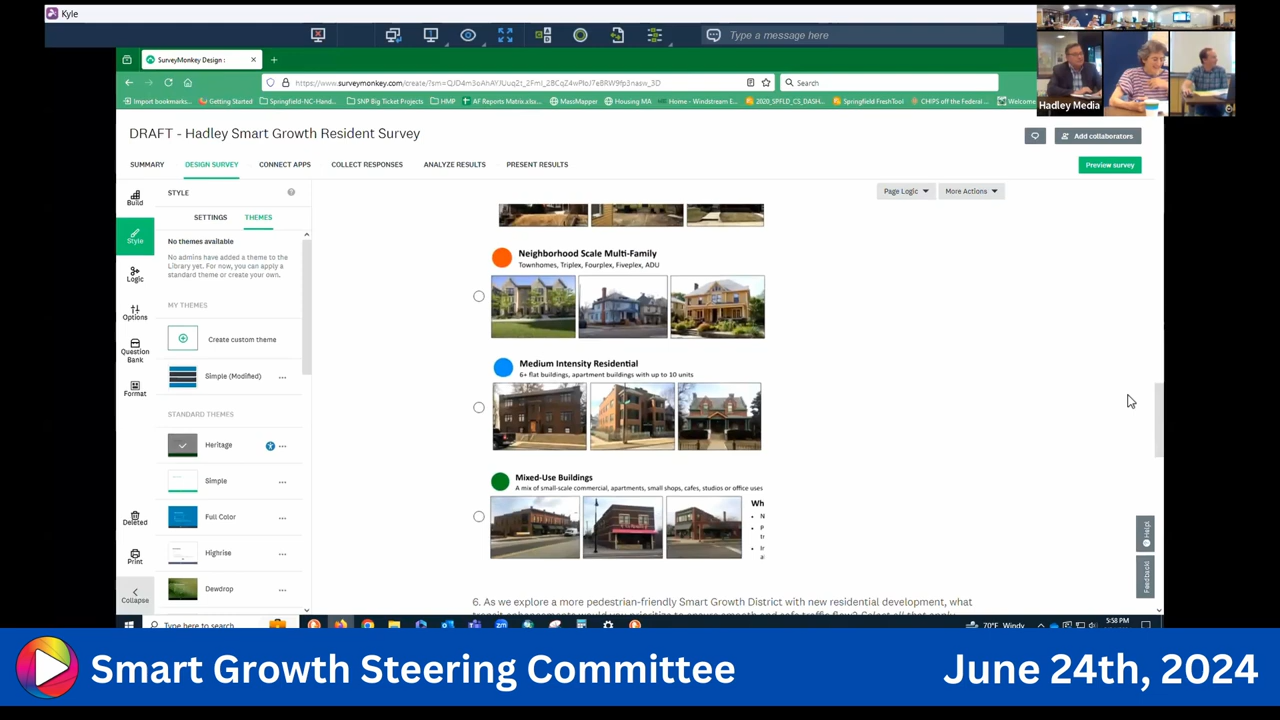 Kyle
Type a message here
SurveyMonkey Design :
Search
Import bookmarks...
Getting Started
Springfield-NC-Hand...
SNP Big Ticket Projects
HMP
AF Reports Matrix.xlsx...
MassMapper
Housing MA
Home - Windstream E...
2020_SPFLD_CS_DASH...
Springfield FreshTool
CHIPS off the Federal ...
Welcome
Hadley Media
DRAFT - Hadley Smart Growth Resident Survey
Add collaborators
SUMMARY
DESIGN SURVEY
CONNECT APPS
COLLECT RESPONSES
ANALYZE RESULTS
PRESENT RESULTS
Preview survey
Build
Style
Logic
Options
Question
Bank
Format
Deleted
Print
Collapse
STYLE
SETTINGS
THEMES
No themes available
No admins have added a theme to the
Library yet. For now, you can apply a
standard theme or create your own.
MY THEMES
Create custom theme
Simple (Modified)
STANDARD THEMES
Heritage
Simple
Full Color
Highrise
Dewdrop
Page Logic
More Actions
Neighborhood Scale Multi-Family
Townhomes, Triplex, Fourplex, Fiveplex, ADU
Medium Intensity Residential
6+ flat buildings, apartment buildings with up to 10 units
Mixed-Use Buildings
A mix of small-scale commercial, apartments, small shops, cafes, studios or office uses
Wh
6. As we explore a more pedestrian-friendly Smart Growth District with new residential development, what
Help!
Feedback!
Type here to search
70°F Windy
5:58 PM
Smart Growth Steering Committee
June 24th, 2024